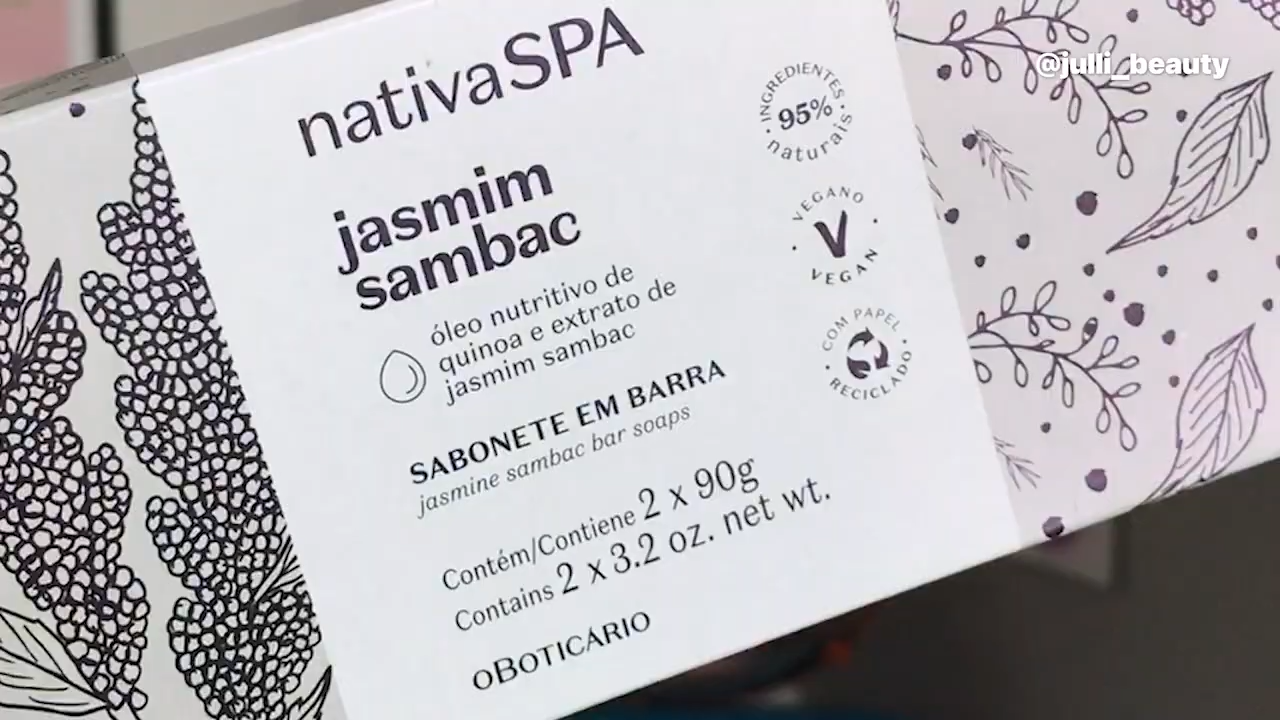 @julli_beauty
nativaSPA
jasmim
sambac
óleo nutritivo de
quinoa e extrato de
jasmim sambac
SABONETE EM BARRA
jasmine sambac bar soaps
Contém/Contiene 2 x 90g
Contains 2 x 3.2 oz. net wt.
oBOTICÁRIO
INGREDIENTES
95%
naturais
VEGANO
V
VEGAN
COM PAPEL
RECICLADO